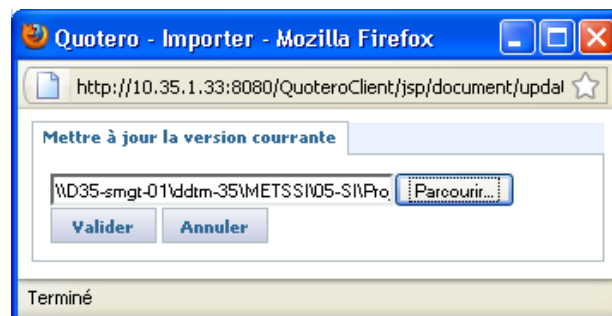 Quotero - Importer - Mozilla Firefox
http://10.35.1.33:8080/QuoteroClient/jsp/document/updat
Mettre à jour la version courrante
\\D35-smgt-01\ddtm-35\METSSI\05-SI\Pro
Parcourir...
Valider Annuler
Terminé